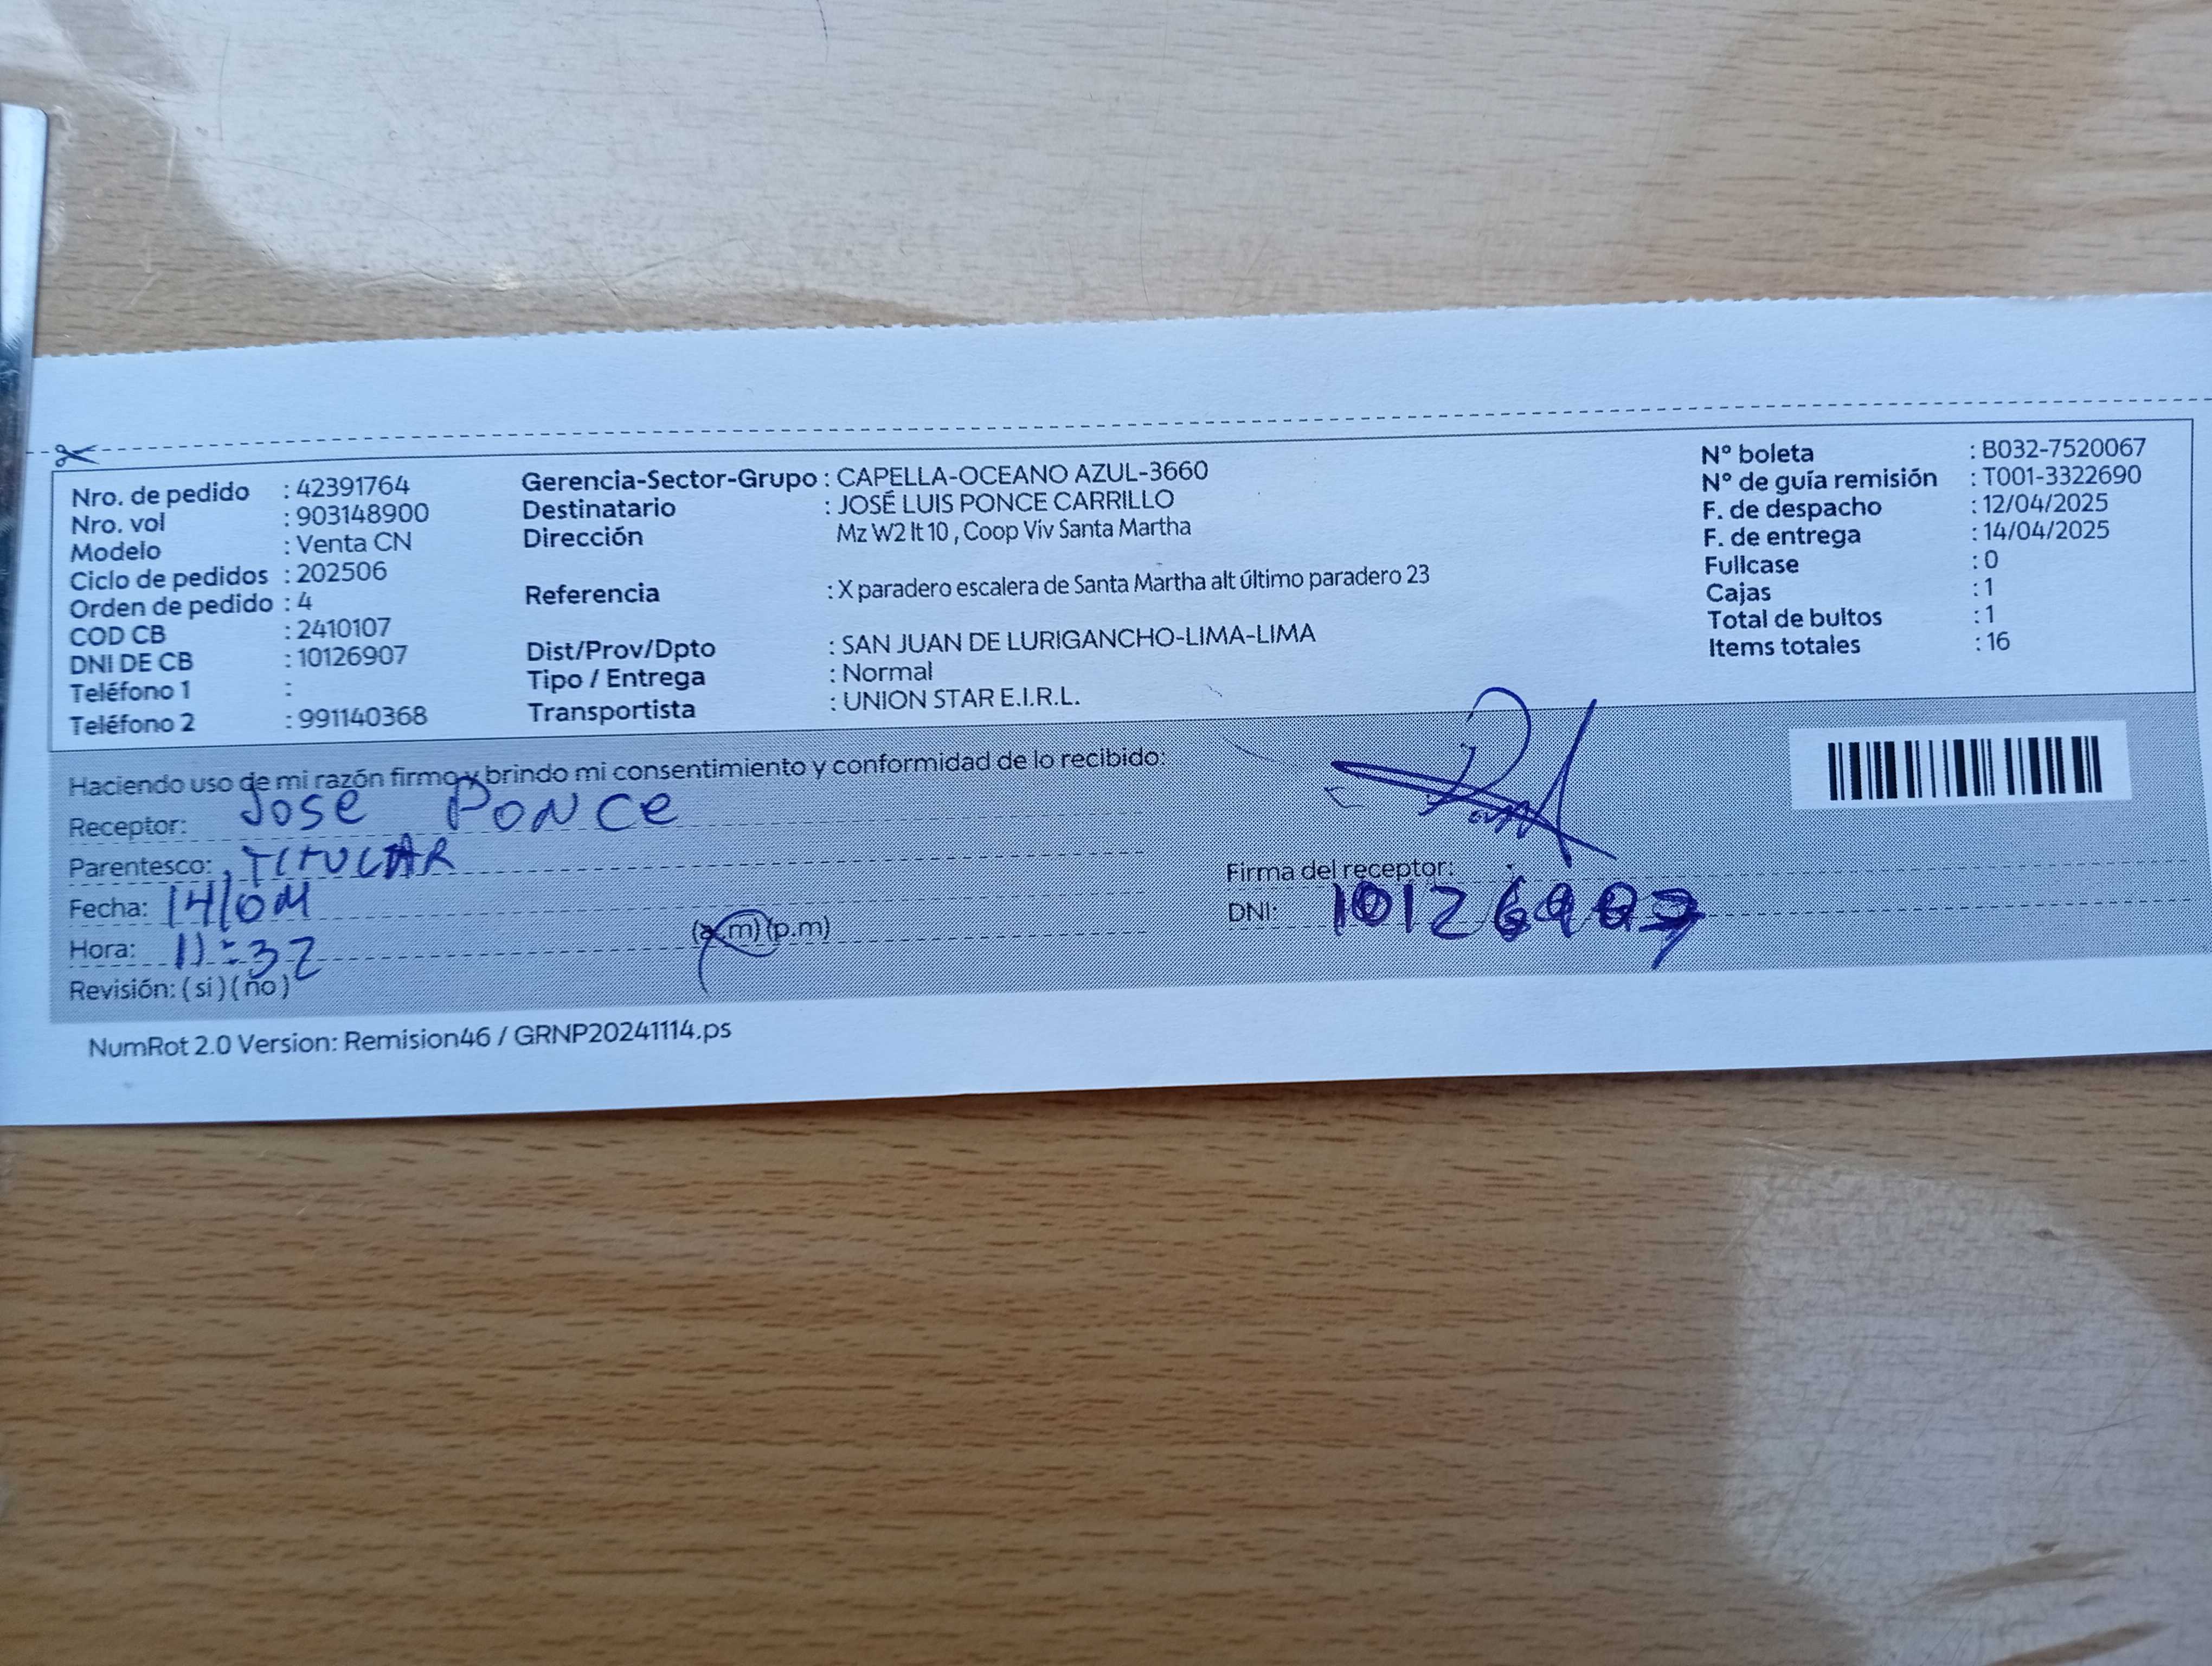 Nro. de pedido : 42391764
Nro. vol : 903148900
Modelo : Venta CN
Ciclo de pedidos : 202506
Orden de pedido : 4
COD CB : 2410107
DNI DE CB : 10126907
Teléfono 1 :
Teléfono 2 : 991140368
Gerencia-Sector-Grupo : CAPELLA-OCEANO AZUL-3660
Destinatario : JOSÉ LUIS PONCE CARRILLO
Dirección Mz W2 lt 10 , Coop Viv Santa Martha
Referencia : X paradero escalera de Santa Martha alt último paradero 23
Dist/Prov/Dpto : SAN JUAN DE LURIGANCHO-LIMA-LIMA
Tipo / Entrega : Normal
Transportista : UNION STAR E.I.R.L.
N° boleta : B032-7520067
N° de guía remisión : T001-3322690
F. de despacho : 12/04/2025
F. de entrega : 14/04/2025
Fullcase : 0
Cajas : 1
Total de bultos : 1
Items totales : 16
Haciendo uso de mi razón firmo y brindo mi consentimiento y conformidad de lo recibido:
Receptor: Jose Ponce
Parentesco: TITULAR
Fecha: 14/04
Hora: 11:32 (a.m) (p.m)
Revisión: ( si ) ( no )
Firma del receptor:
DNI: 10126907
NumRot 2.0 Version: Remision46 / GRNP20241114.ps